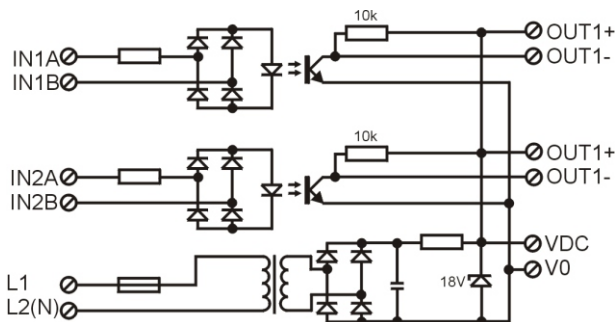 10k
OUT1+
IN1A
OUT1-
IN1B
10k
OUT1+
IN2A
OUT1-
IN2B
VDC
L1
18V
V0
L2(N)